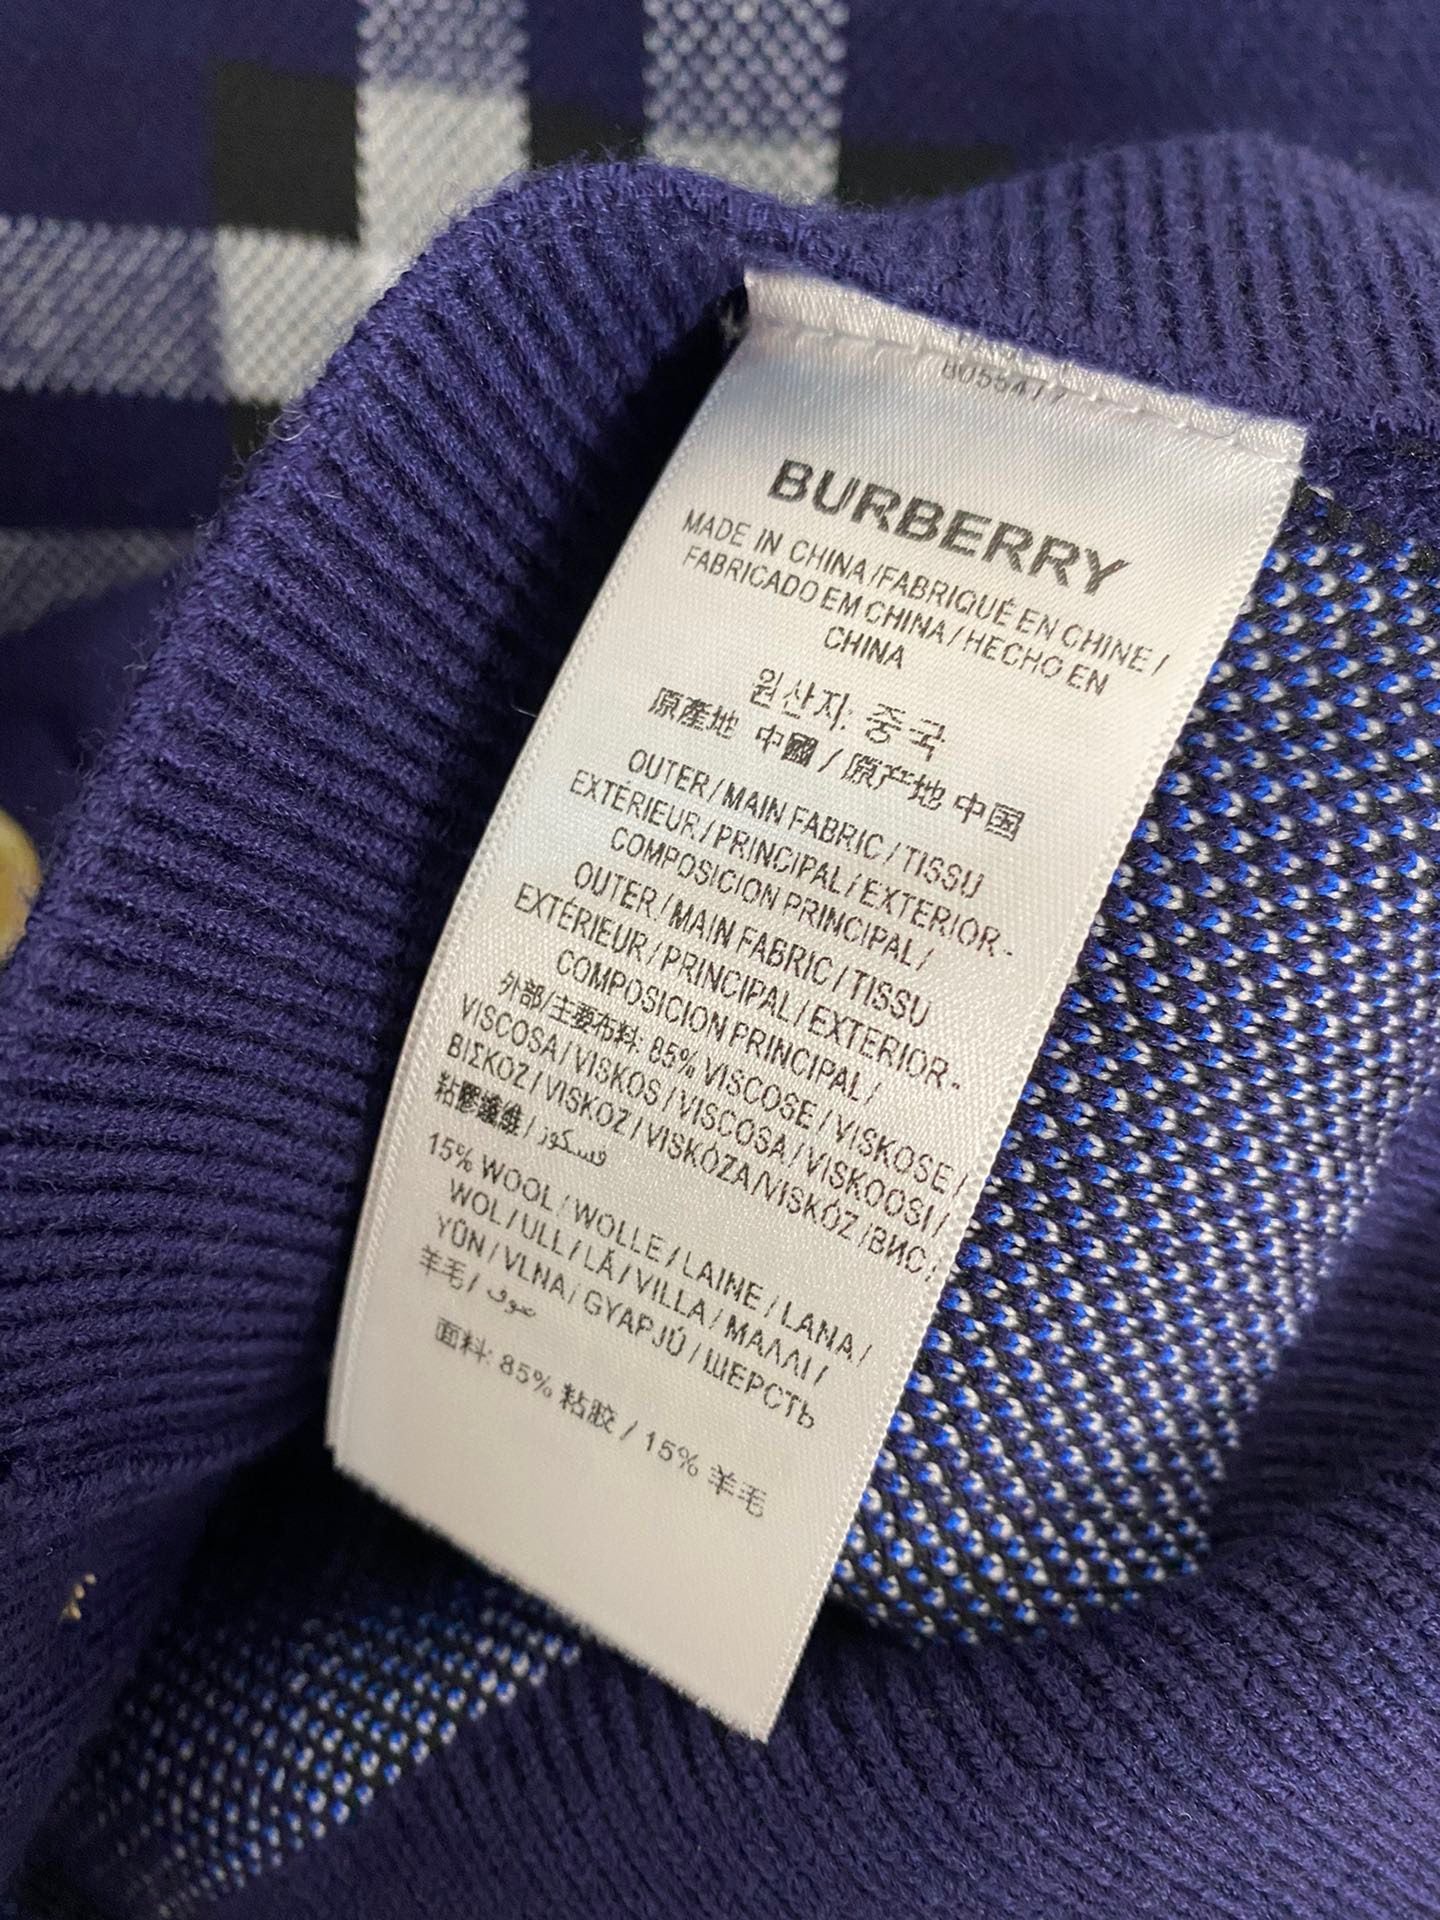 BURBERRY
MADE IN CHINA / FABRIQUÉ EN CHINE /
FABRICADO EM CHINA / HECHO EN
CHINA
원산지: 중국
原產地 中國 / 原产地 中国
OUTER / MAIN FABRIC / TISSU
EXTÉRIEUR / PRINCIPAL / EXTERIOR-
COMPOSICION PRINCIPAL /
OUTER / MAIN FABRIC / TISSU
EXTÉRIEUR / PRINCIPAL / EXTERIOR-
COMPOSICION PRINCIPAL /
外部/主要布料: 85% VISCOSE / VISKOSE /
VISCOSA / VISKOS / VISCOSA / VISKOOSI /
ΒΙΣΚΟΖ / VISKOZ / VISKÓZA / VISKÓZ / ВИС /
粘膠纖維 / فسكوز
15% WOOL / WOLLE / LAINE / LANA /
WOL / ULL / LÃ / VILLA / ΜΑΛΛΙ /
YÜN / VLNA / GYAPJÚ / ШЕРСТЬ
羊毛 / صوف
面料: 85% 粘胶 / 15% 羊毛